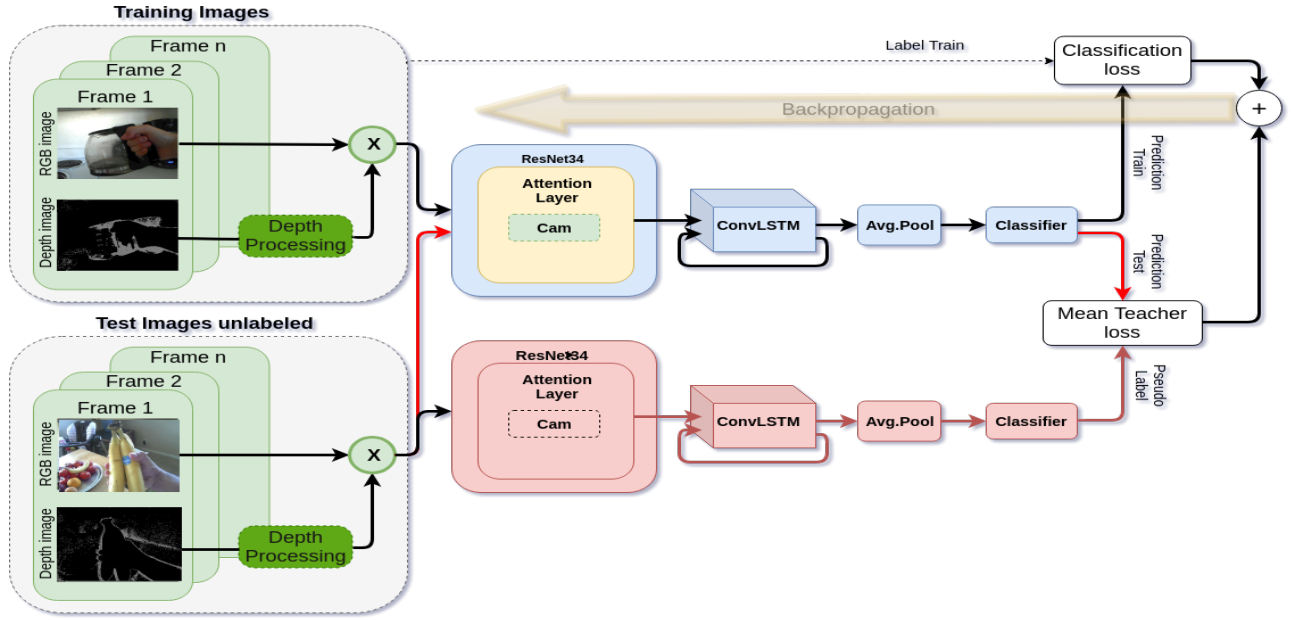 Training Images
Frame n
Frame 2
Frame 1
RGB image
Depth image
X
Depth
Processing
Label Train
Classification
loss
Backpropagation
+
Prediction
Train
ResNet34
Attention
Layer
Cam
ConvLSTM
Avg.Pool
Classifier
Prediction
Test
Mean Teacher
loss
Test Images unlabeled
Frame n
Frame 2
Frame 1
RGB image
Depth image
X
Depth
Processing
ResNet34
Attention
Layer
Cam
ConvLSTM
Avg.Pool
Classifier
Pseudo
Label